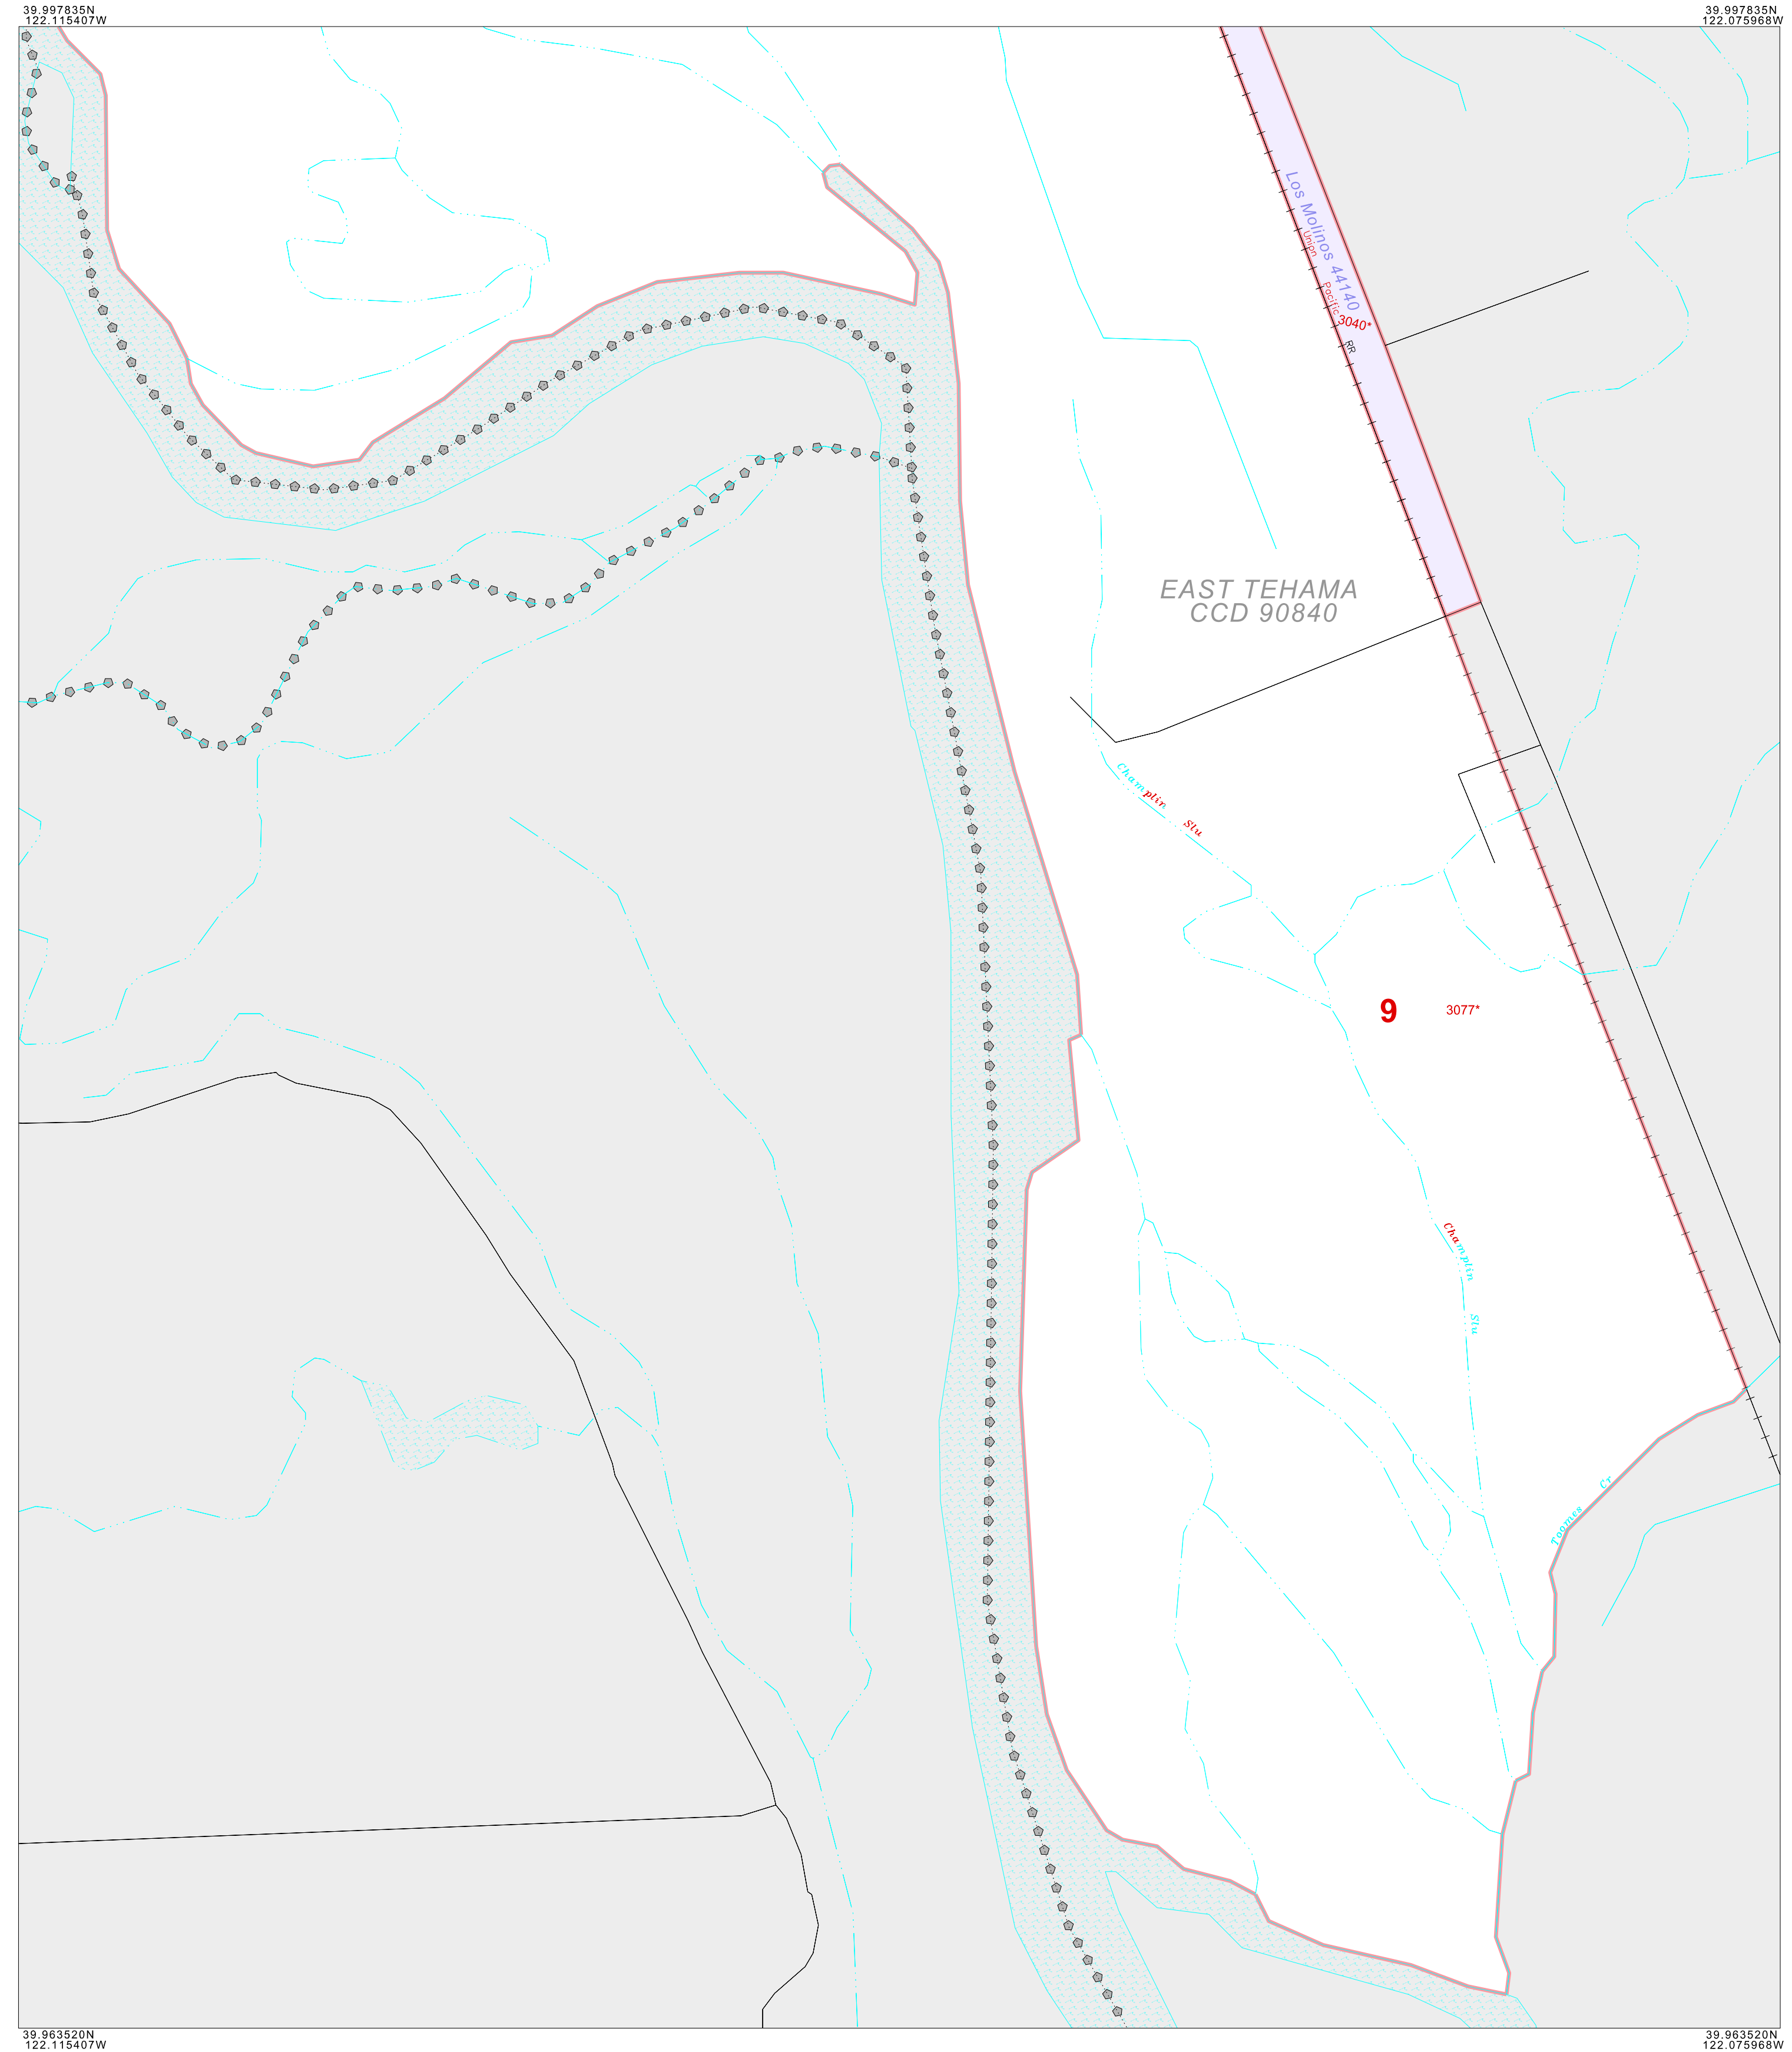 39.997835N
122.115407W
39.997835N
122.075968W
Los Molinos 44140
Union
Pacific
3040*
RR
EAST TEHAMA
CCD 90840
Champlin
Slu
9
3077*
Champlin
Slu
Toomes Cr
39.963520N
122.115407W
39.963520N
122.075968W